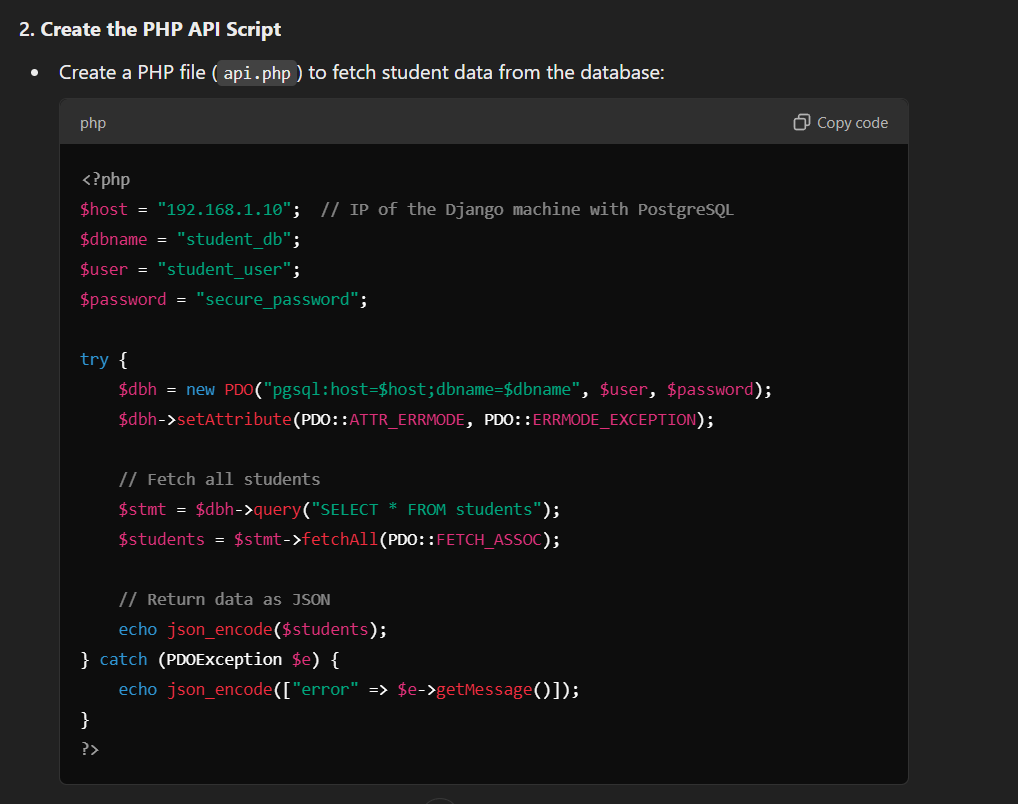 2. Create the PHP API Script
• Create a PHP file (api.php) to fetch student data from the database:
php
Copy code
<?php
$host = "192.168.1.10";  // IP of the Django machine with PostgreSQL
$dbname = "student_db";
$user = "student_user";
$password = "secure_password";
try {
    $dbh = new PDO("pgsql:host=$host;dbname=$dbname", $user, $password);
    $dbh->setAttribute(PDO::ATTR_ERRMODE, PDO::ERRMODE_EXCEPTION);
    // Fetch all students
    $stmt = $dbh->query("SELECT * FROM students");
    $students = $stmt->fetchAll(PDO::FETCH_ASSOC);
    // Return data as JSON
    echo json_encode($students);
} catch (PDOException $e) {
    echo json_encode(["error" => $e->getMessage()]);
}
?>